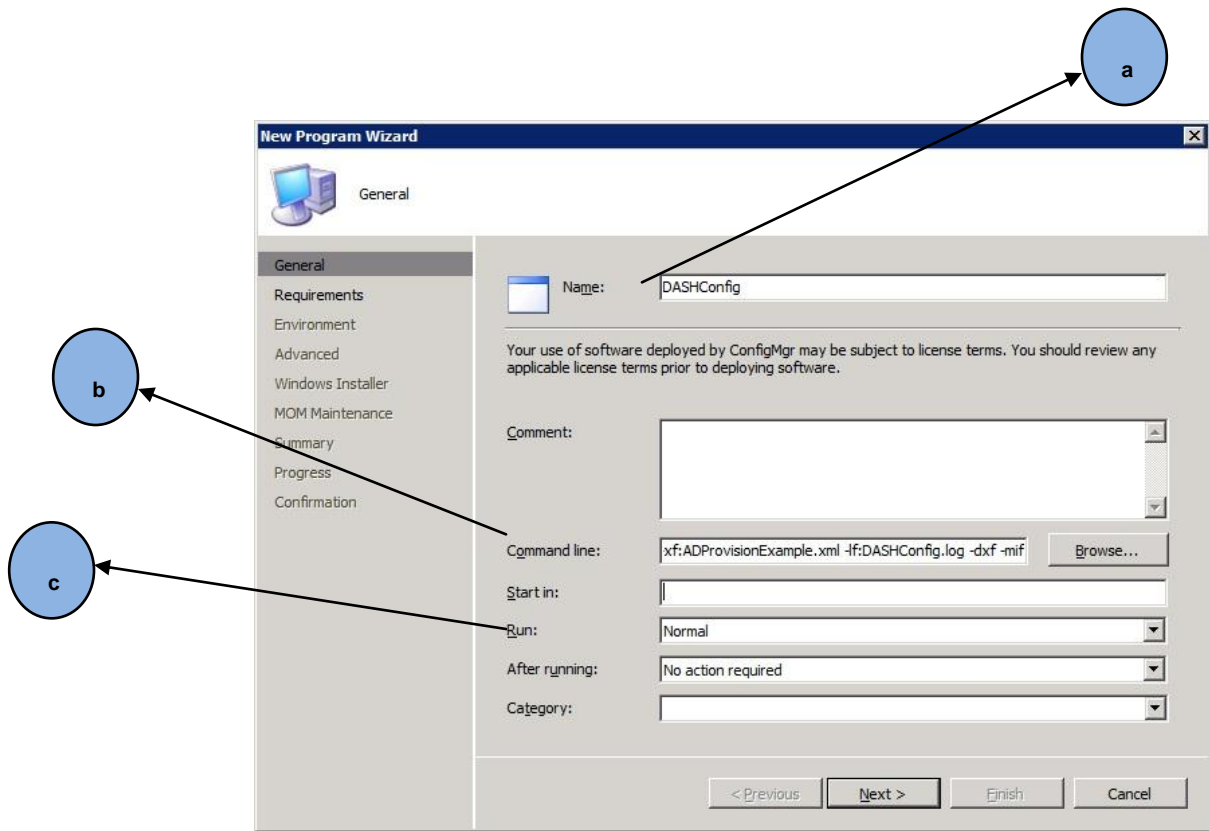 a
New Program Wizard
General
General
Requirements
Environment
Advanced
Windows Installer
MOM Maintenance
Summary
Progress
Confirmation
Name:
DASHConfig
Your use of software deployed by ConfigMgr may be subject to license terms. You should review any
applicable license terms prior to deploying software.
b
Comment:
Command line:
xf:ADProvisionExample.xml -lf:DASHConfig.log -dxf -mif
Browse...
c
Start in:
Run:
Normal
After running:
No action required
Category:
< Previous
Next >
Finish
Cancel